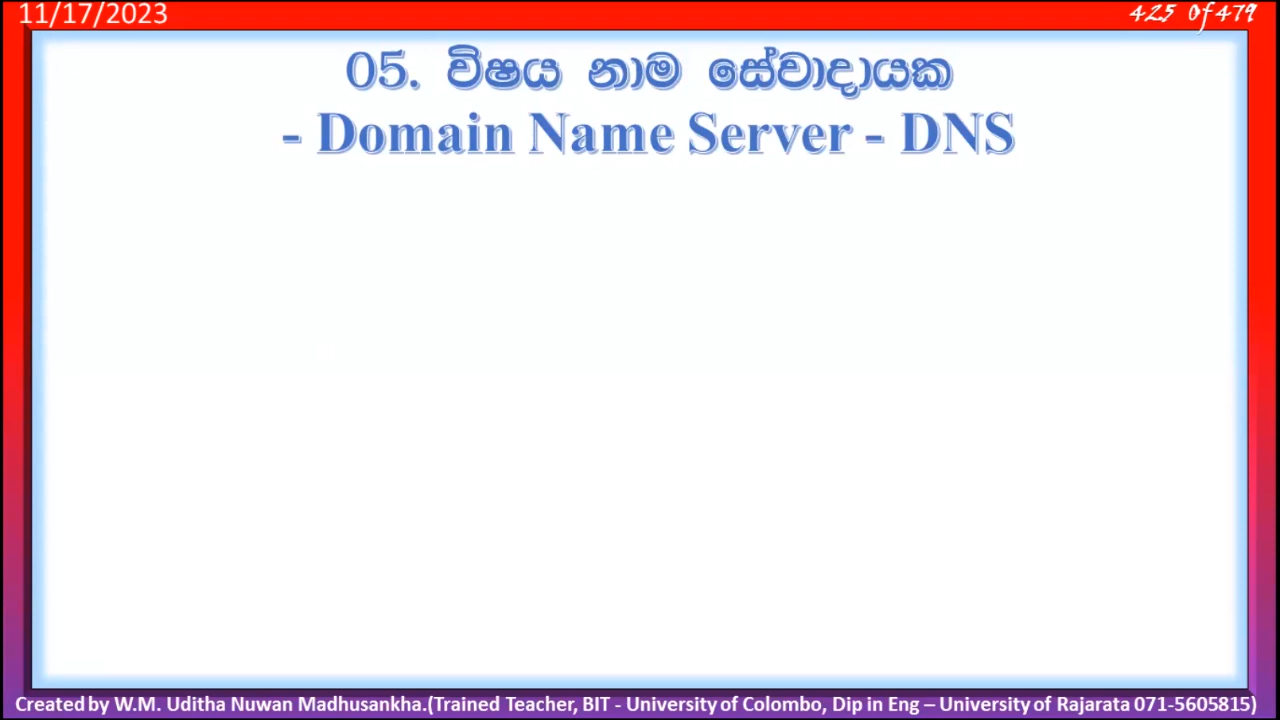 11/17/2023
425 of 479
05. විෂය නාම සේවාදායක
- Domain Name Server - DNS
Created by W.M. Uditha Nuwan Madhusankha.(Trained Teacher, BIT - University of Colombo, Dip in Eng – University of Rajarata 071-5605815)